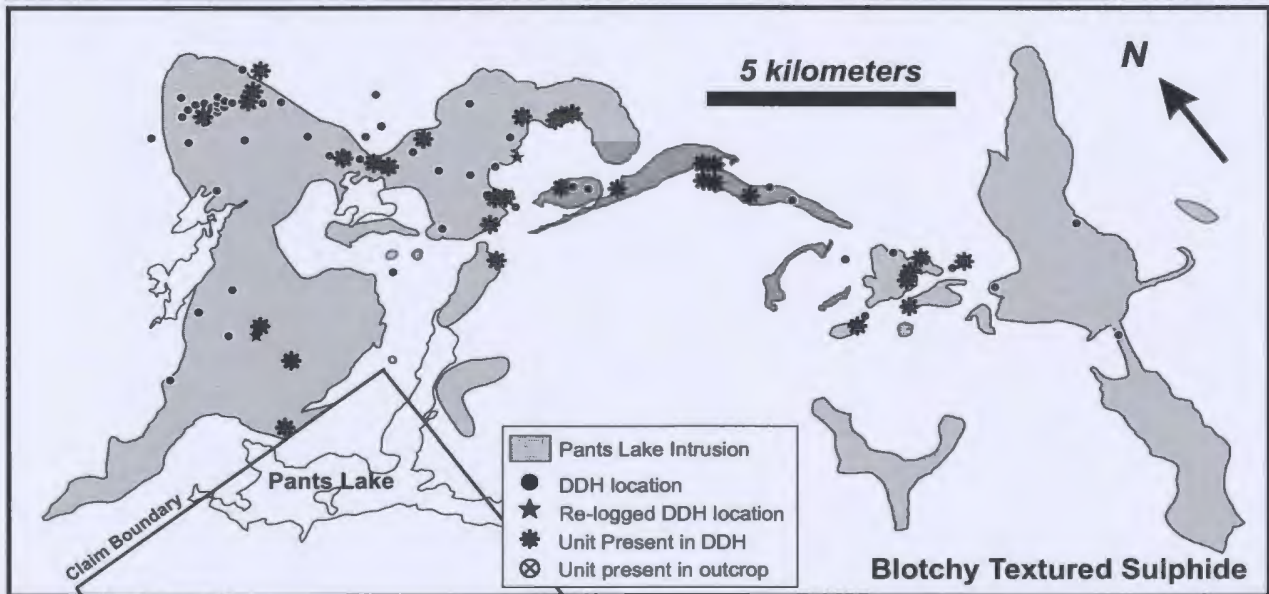 5 kilometers
N
Pants Lake
Claim Boundary
Pants Lake Intrusion
DDH location
Re-logged DDH location
Unit Present in DDH
Unit present in outcrop
Blotchy Textured Sulphide